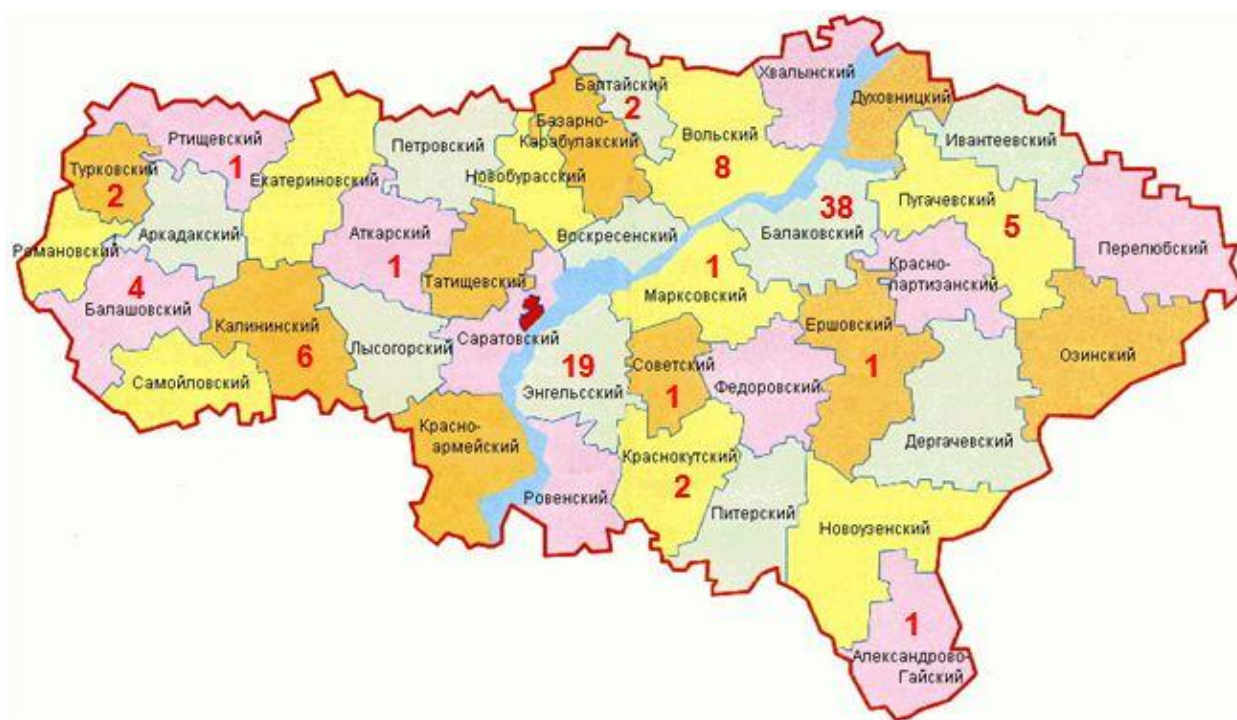 Хвалынский
Балтайский
2
Духовницкий
Базарно-
Карабулакский
Вольский
8
Ивантеевский
Ртищевский
1
Петровский
Турковский
2
Екатериновский
Новобурасский
Пугачевский
5
38
Балаковский
Аркадакский
Аткарский
1
Воскресенский
Романовский
Перелюбский
Татищевский
1
Марксовский
Красно-
партизанский
4
Балашовский
Калининский
6
Лысогорский
Саратовский
Ершовский
1
Озинский
19
Энгельсский
Советский
1
Федоровский
Самойловский
Красно-
армейский
Дергачевский
Краснокутский
2
Ровенский
Питерский
Новоузенский
1
Александрово-
Гайский